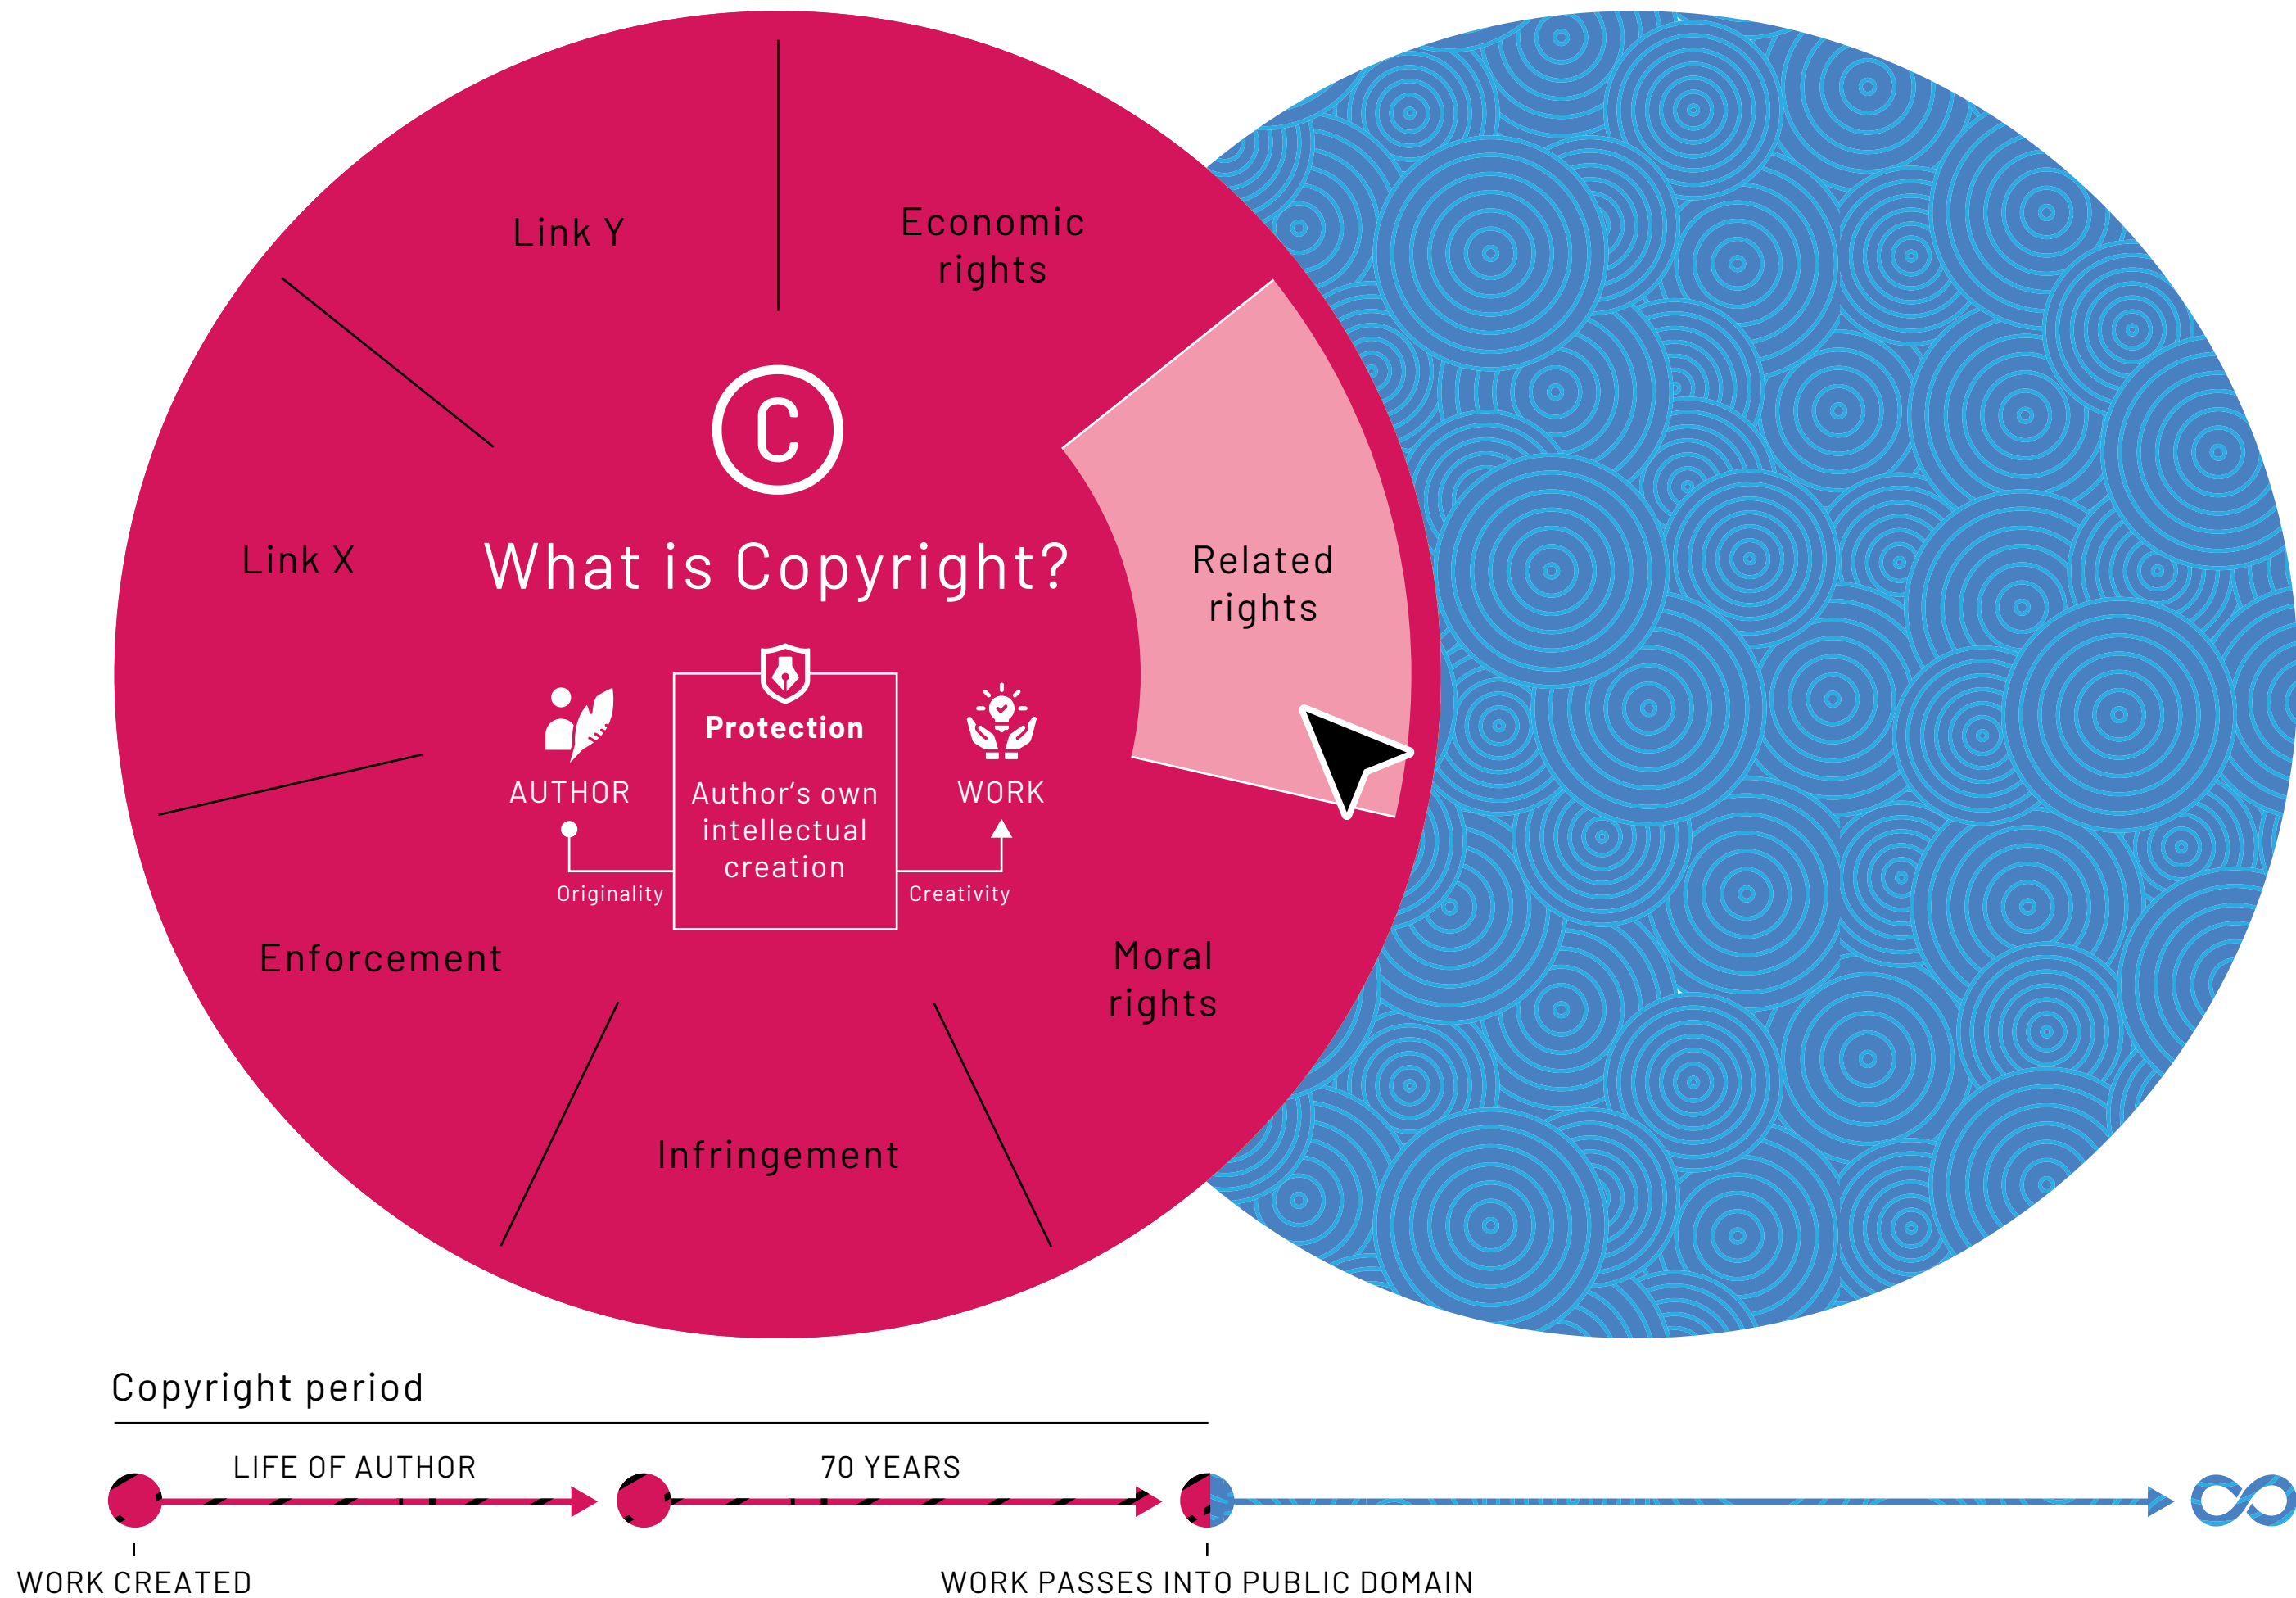 Link Y
Economic
rights
C
Link X
What is Copyright?
Related
rights
Protection
AUTHOR
Author's own
intellectual
creation
WORK
Originality
Creativity
Enforcement
Moral
rights
Infringement
Copyright period
LIFE OF AUTHOR
70 YEARS
WORK CREATED
WORK PASSES INTO PUBLIC DOMAIN